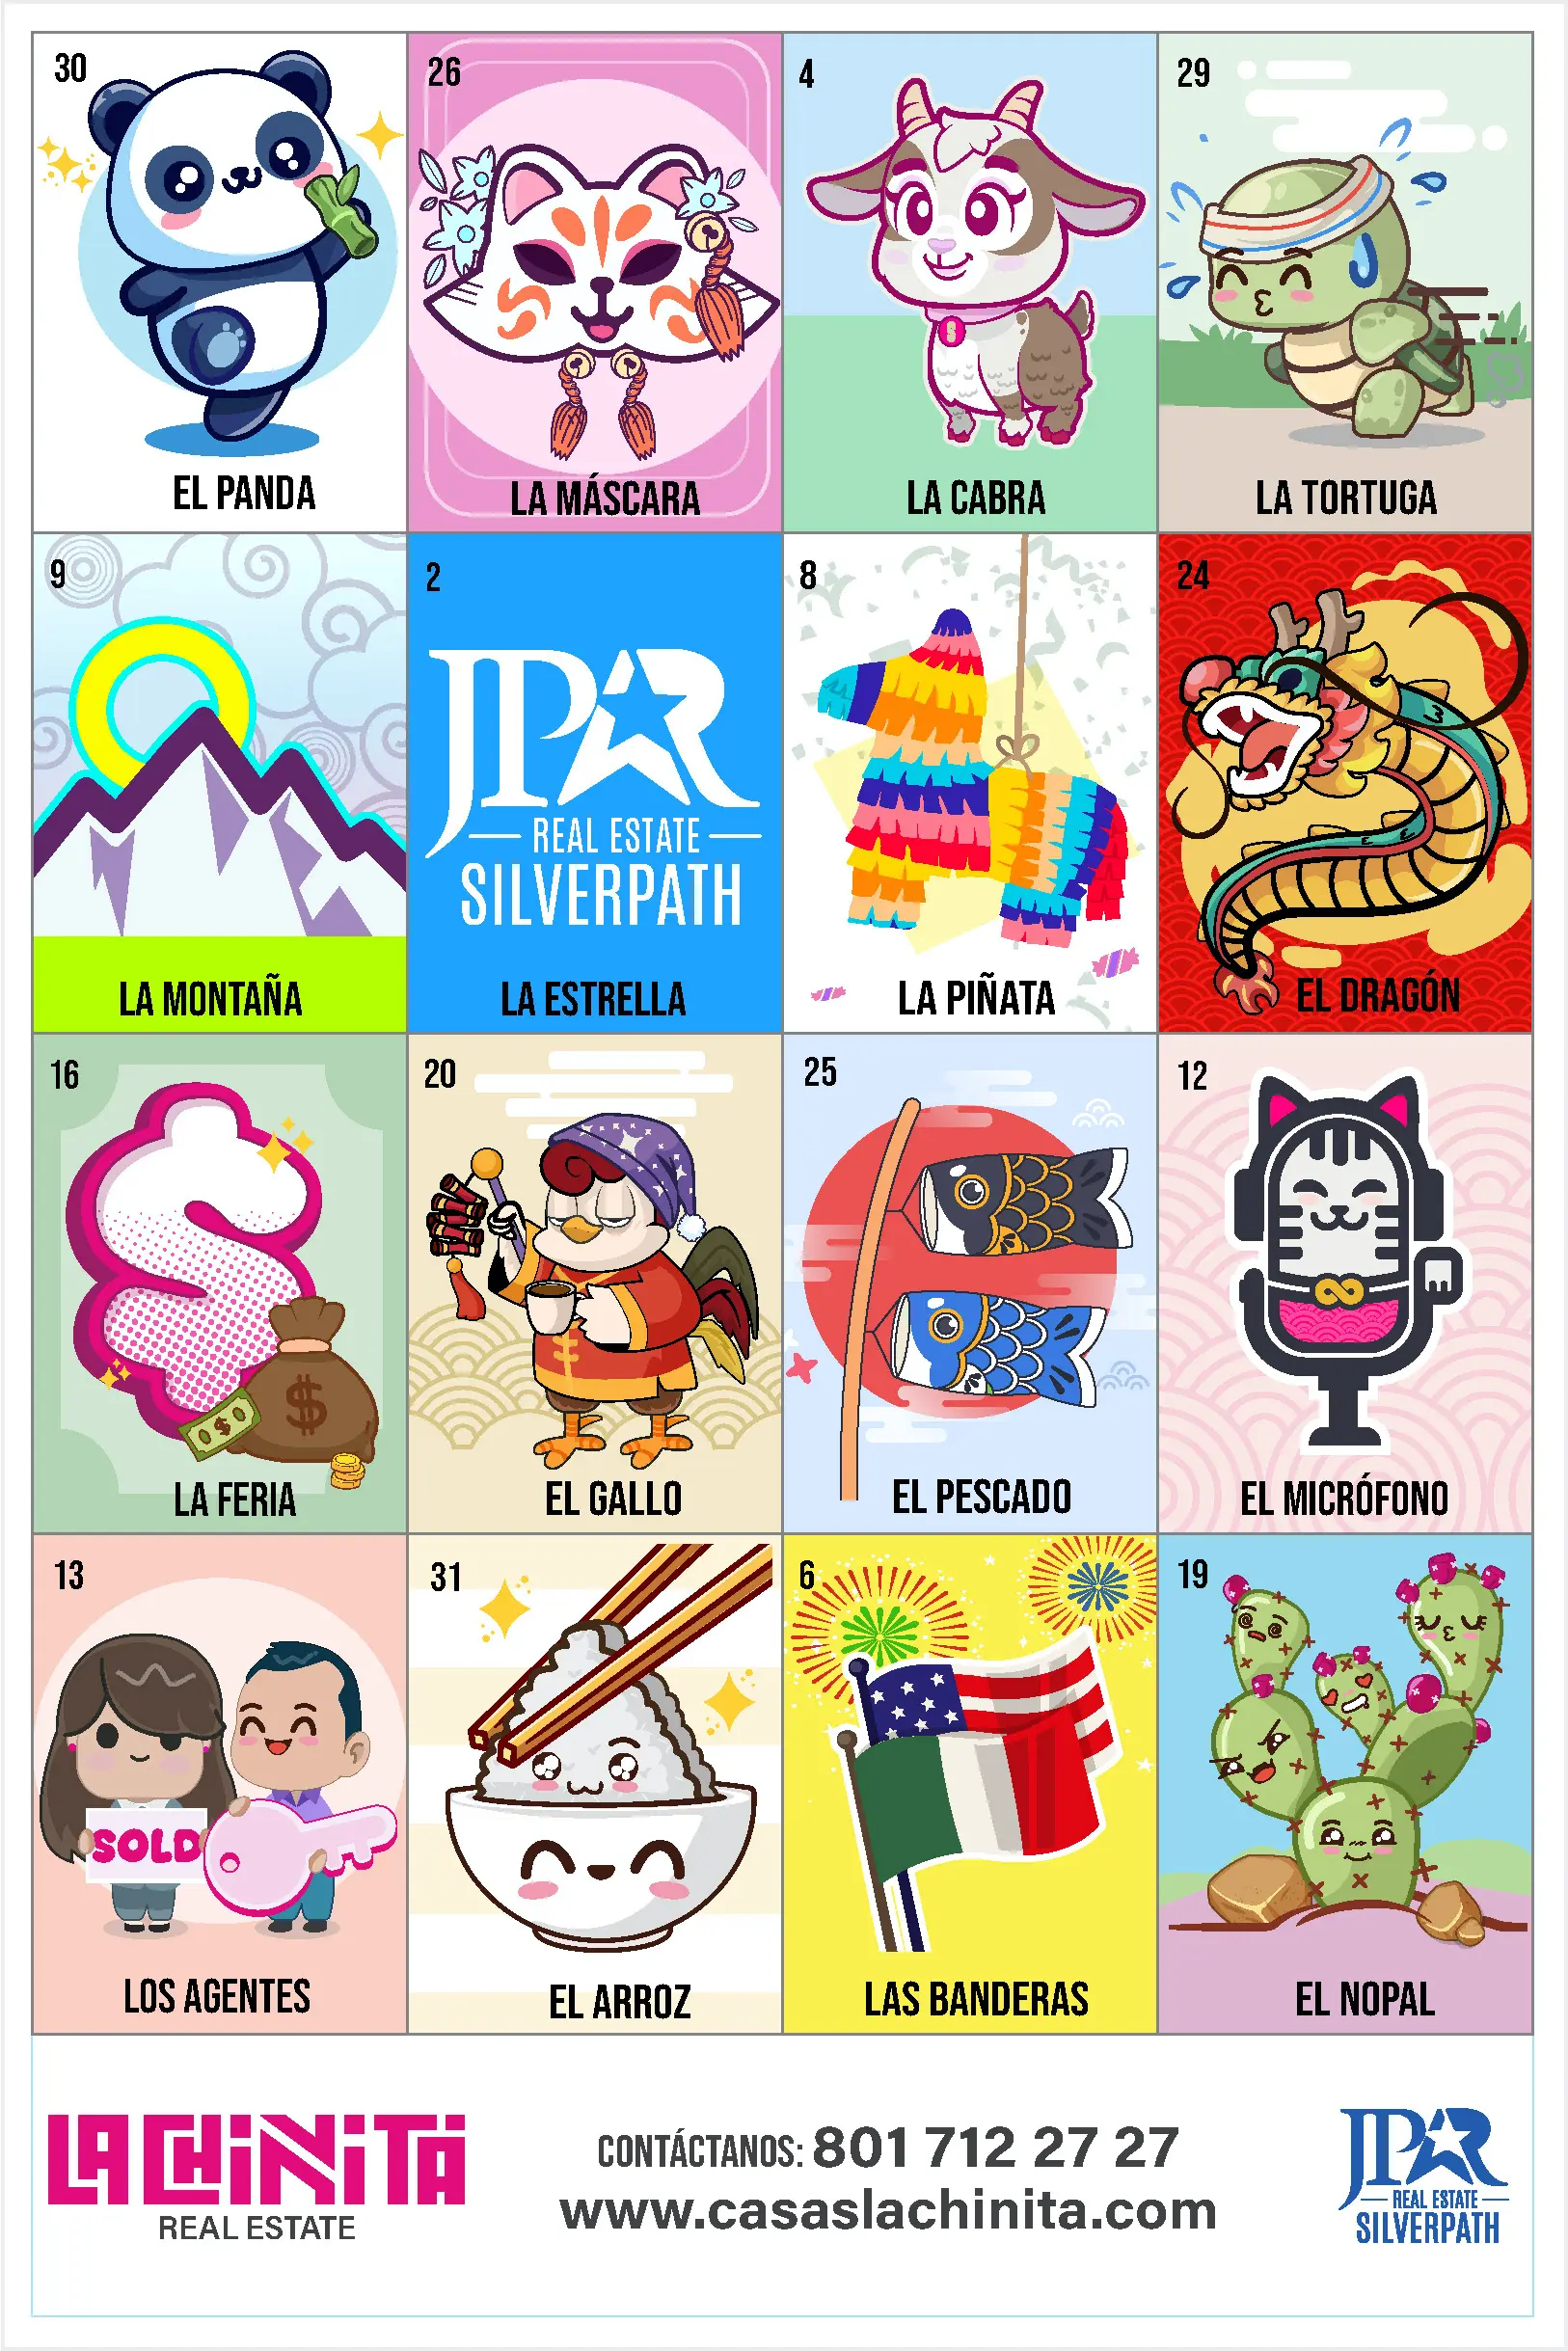 30
EL PANDA
26
LA MÁSCARA
4
LA CABRA
29
LA TORTUGA
9
LA MONTAÑA
2
JPR
REAL ESTATE
SILVERPATH
LA ESTRELLA
8
LA PIÑATA
24
EL DRAGÓN
16
$
$
LA FERIA
20
EL GALLO
25
EL PESCADO
12
EL MICRÓFONO
13
SOLD
LOS AGENTES
31
EL ARROZ
6
LAS BANDERAS
19
EL NOPAL
LA CHiNiTA
REAL ESTATE
CONTÁCTANOS: 801 712 27 27
www.casaslachinita.com
JPR
REAL ESTATE
SILVERPATH